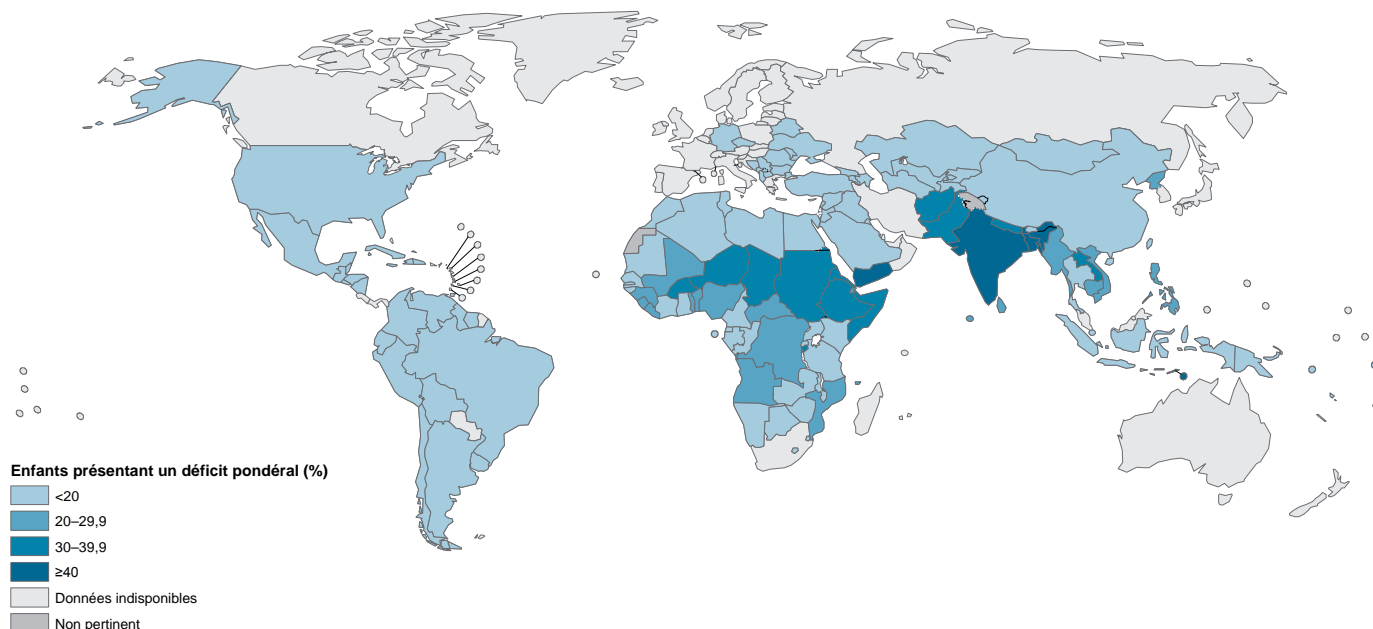 Enfants présentant un déficit pondéral (%)
<20
20–29,9
30–39,9
≥40
Données indisponibles
Non pertinent